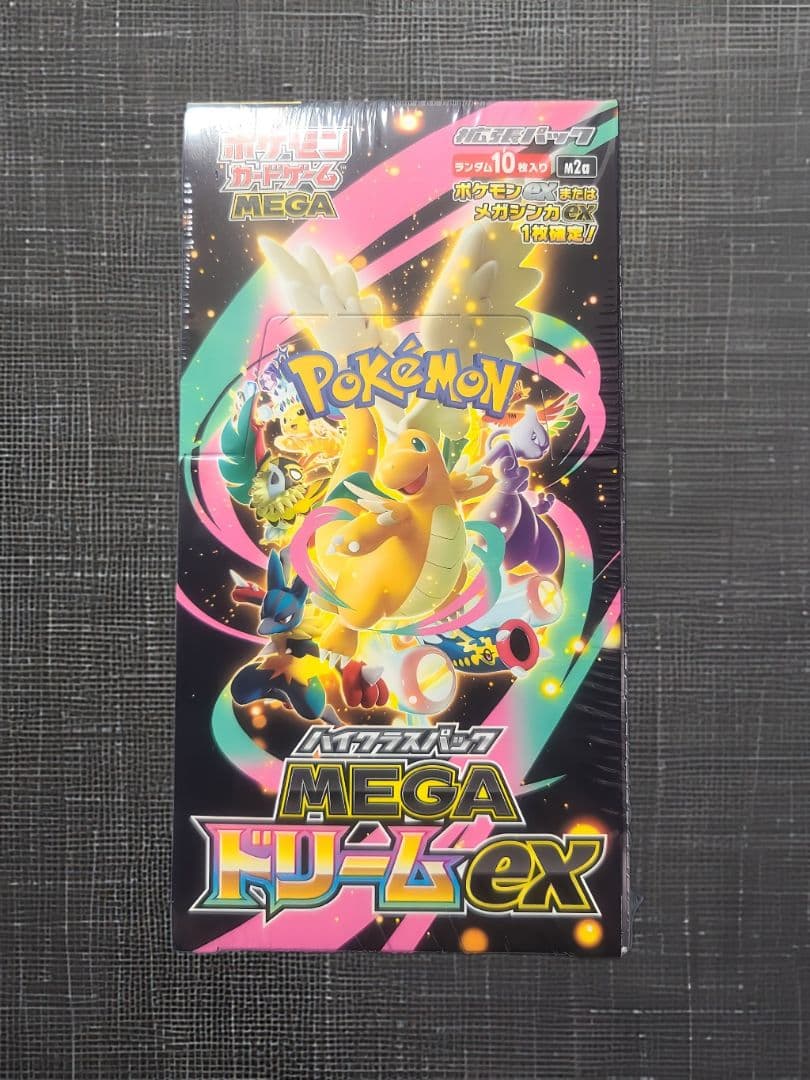 ポケモン
カードゲーム
MEGA
拡張パック
ランダム10枚入り M2a
ポケモンexまたは
メガシンカex
1枚確定!
POKéMON
ハイクラスパック
MEGA
ドリームex